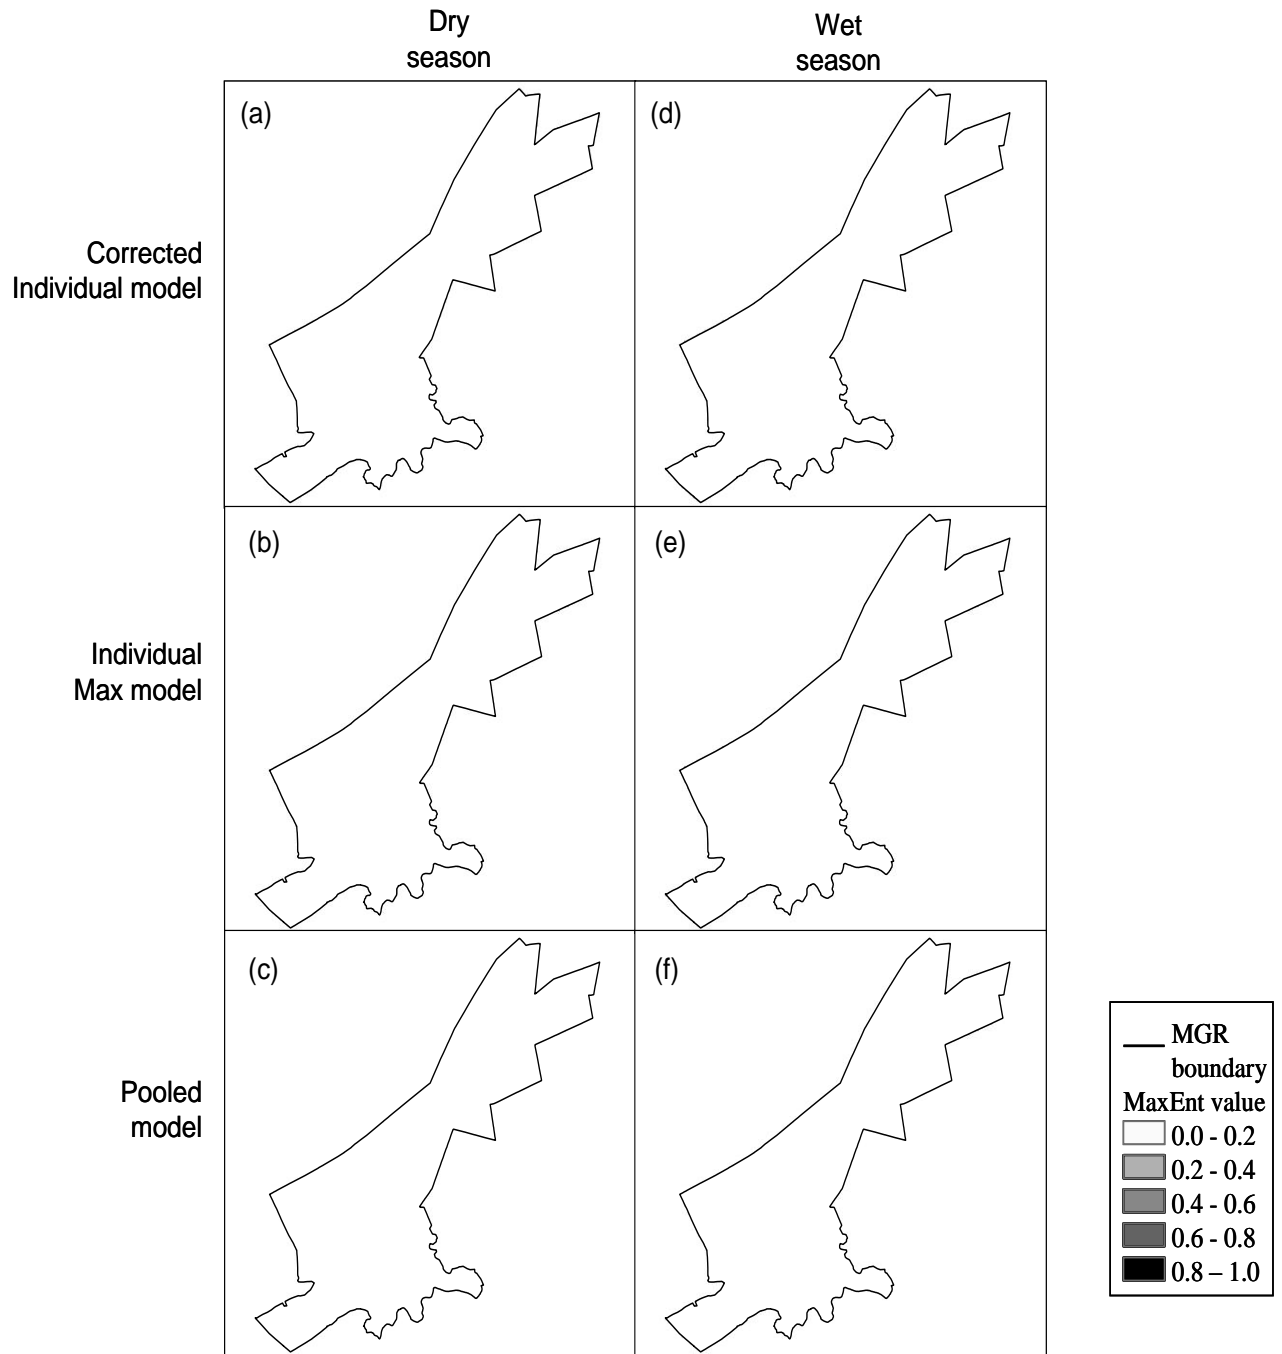 Dry
season
Wet
season
(a)
(d)
Corrected
Individual model
(b)
(e)
Individual
Max model
(c)
(f)
Pooled
model
MGR
boundary
MaxEnt value
0.0 - 0.2
0.2 - 0.4
0.4 - 0.6
0.6 - 0.8
0.8 – 1.0